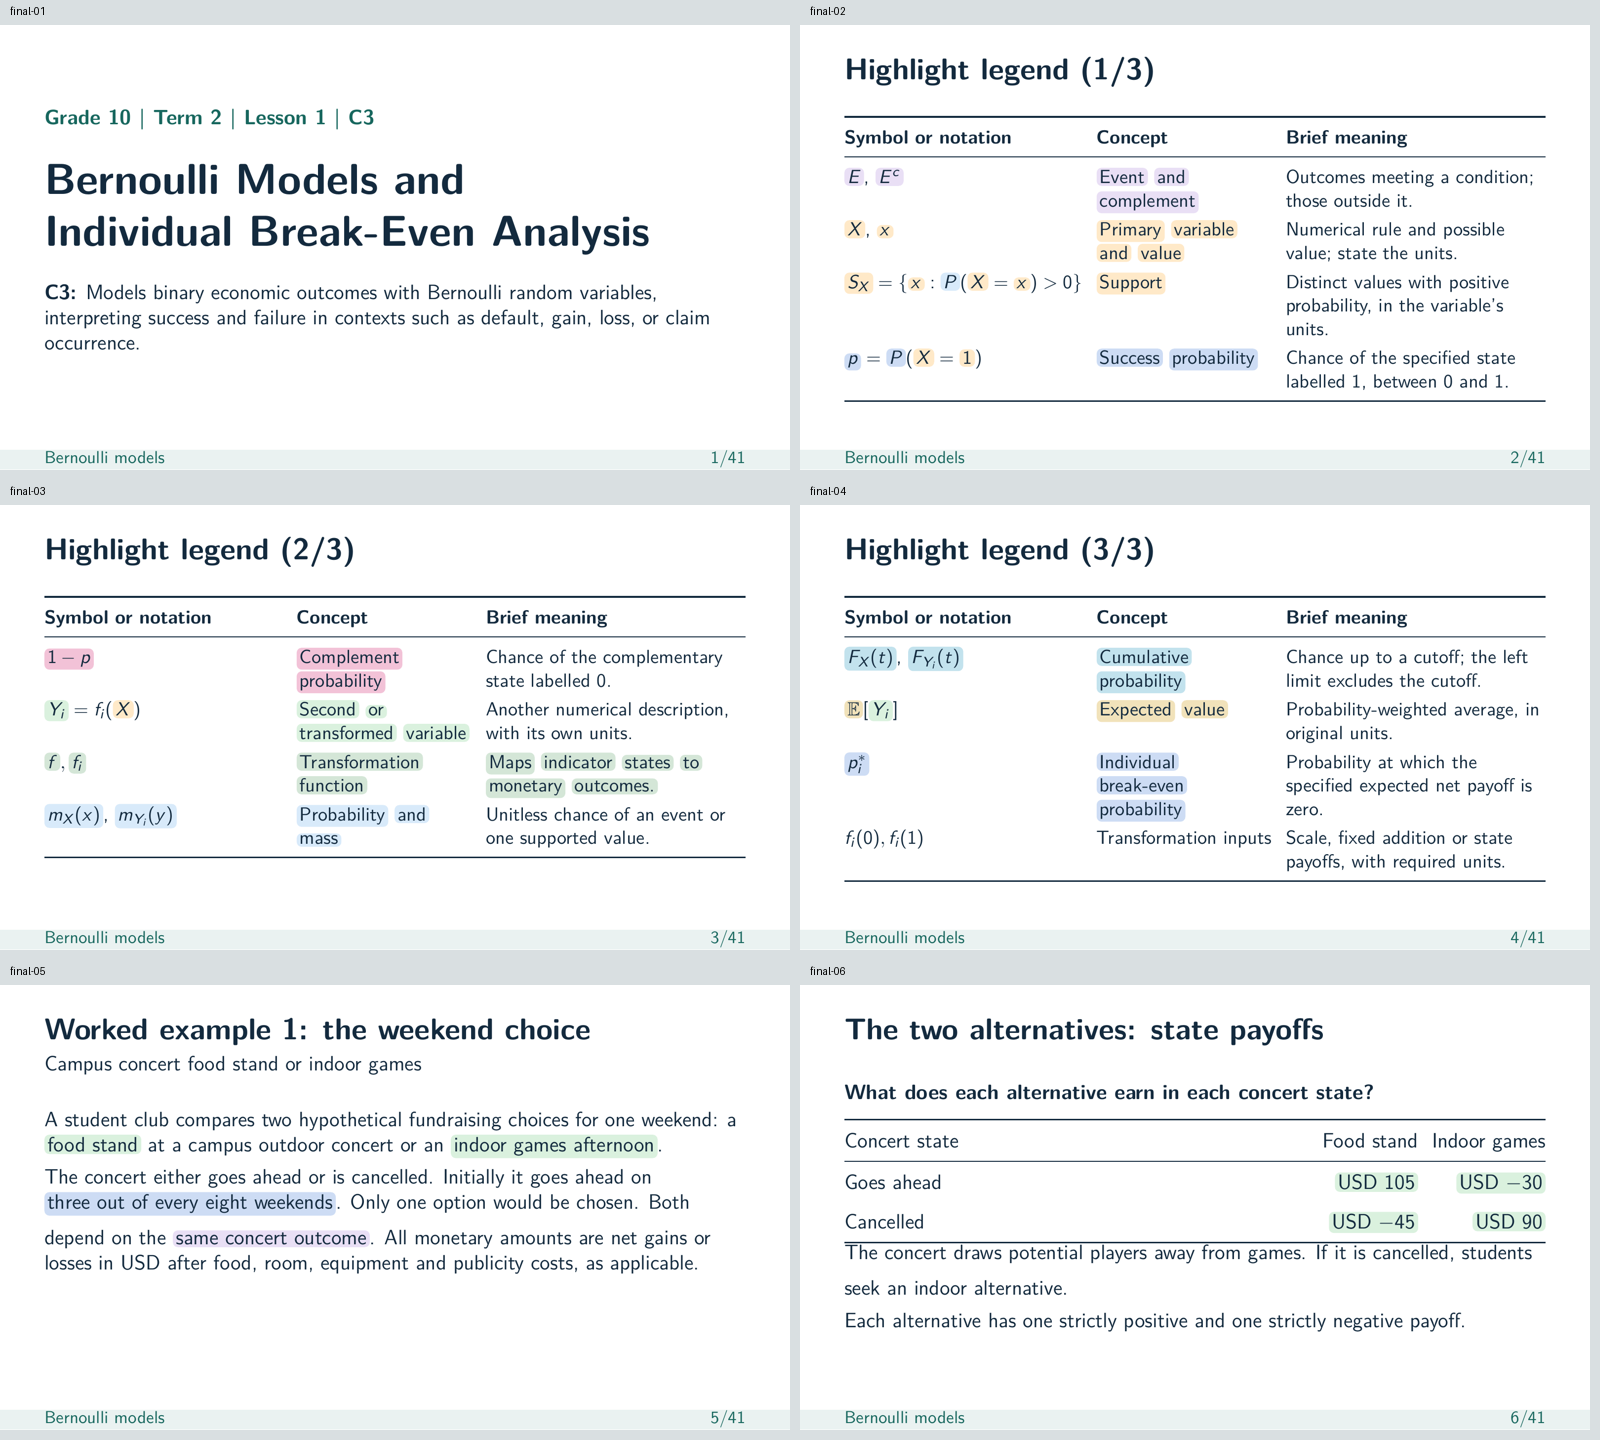 final-01
Grade 10 | Term 2 | Lesson 1 | C3
Bernoulli Models and
Individual Break-Even Analysis
C3: Models binary economic outcomes with Bernoulli random variables,
interpreting success and failure in contexts such as default, gain, loss, or claim
occurrence.
Bernoulli models 1/41
final-02
Highlight legend (1/3)
Symbol or notation Concept Brief meaning
E, Eᶜ Event and complement Outcomes meeting a condition; those outside it.
X, x Primary variable and value Numerical rule and possible value; state the units.
S_X = {x : P(X = x) > 0} Support Distinct values with positive probability, in the variable's units.
p = P(X = 1) Success probability Chance of the specified state labelled 1, between 0 and 1.
Bernoulli models 2/41
final-03
Highlight legend (2/3)
Symbol or notation Concept Brief meaning
1 − p Complement probability Chance of the complementary state labelled 0.
Y_i = f_i(X) Second or transformed variable Another numerical description, with its own units.
f, f_i Transformation function Maps indicator states to monetary outcomes.
m_X(x), m_{Y_i}(y) Probability and mass Unitless chance of an event or one supported value.
Bernoulli models 3/41
final-04
Highlight legend (3/3)
Symbol or notation Concept Brief meaning
F_X(t), F_{Y_i}(t) Cumulative probability Chance up to a cutoff; the left limit excludes the cutoff.
𝔼[Y_i] Expected value Probability-weighted average, in original units.
p_i^* Individual break-even probability Probability at which the specified expected net payoff is zero.
f_i(0), f_i(1) Transformation inputs Scale, fixed addition or state payoffs, with required units.
Bernoulli models 4/41
final-05
Worked example 1: the weekend choice
Campus concert food stand or indoor games
A student club compares two hypothetical fundraising choices for one weekend: a
food stand at a campus outdoor concert or an indoor games afternoon.
The concert either goes ahead or is cancelled. Initially it goes ahead on
three out of every eight weekends. Only one option would be chosen. Both
depend on the same concert outcome. All monetary amounts are net gains or
losses in USD after food, room, equipment and publicity costs, as applicable.
Bernoulli models 5/41
final-06
The two alternatives: state payoffs
What does each alternative earn in each concert state?
Concert state Food stand Indoor games
Goes ahead USD 105 USD −30
Cancelled USD −45 USD 90
The concert draws potential players away from games. If it is cancelled, students
seek an indoor alternative.
Each alternative has one strictly positive and one strictly negative payoff.
Bernoulli models 6/41